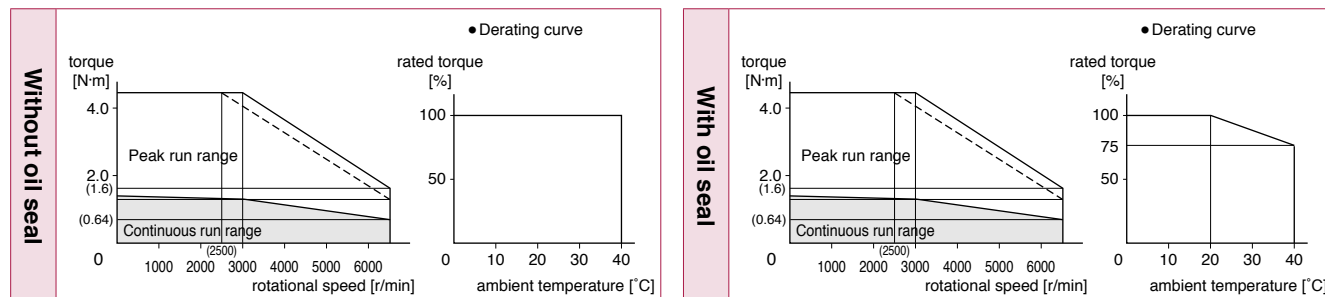 Without oil seal
● Derating curve
torque
[N·m]
4.0
2.0
(1.6)
(0.64)
0
Peak run range
Continuous run range
(2500)
1000 2000 3000 4000 5000 6000
rotational speed [r/min]
rated torque
[%]
100
50
0 10 20 30 40
ambient temperature [˚C]
With oil seal
● Derating curve
torque
[N·m]
4.0
2.0
(1.6)
(0.64)
0
Peak run range
Continuous run range
(2500)
1000 2000 3000 4000 5000 6000
rotational speed [r/min]
rated torque
[%]
100
75
50
0 10 20 30 40
ambient temperature [˚C]